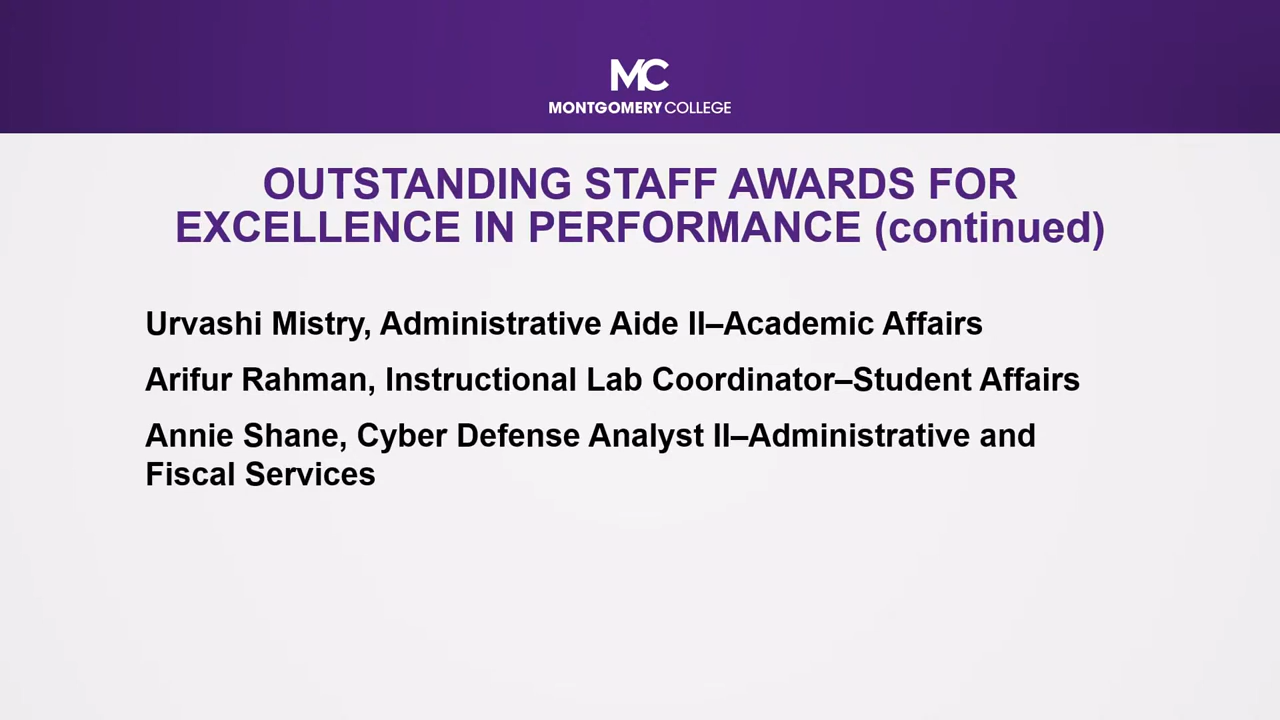 MC
MONTGOMERY COLLEGE
OUTSTANDING STAFF AWARDS FOR
EXCELLENCE IN PERFORMANCE (continued)
Urvashi Mistry, Administrative Aide II–Academic Affairs
Arifur Rahman, Instructional Lab Coordinator–Student Affairs
Annie Shane, Cyber Defense Analyst II–Administrative and
Fiscal Services